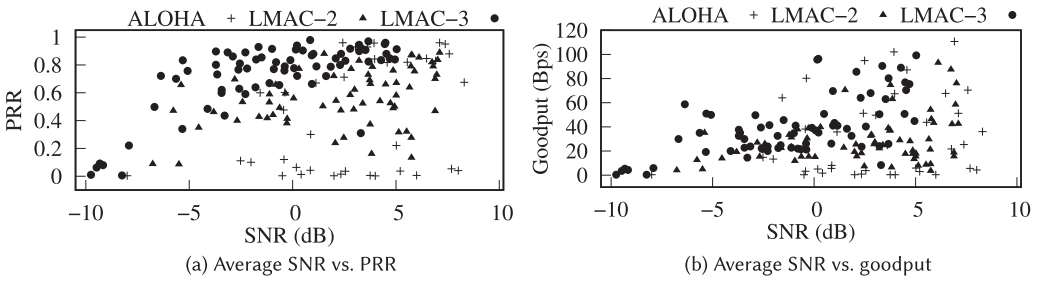 ALOHA + LMAC−2 ▲ LMAC−3 ●
PRR
1
0.8
0.6
0.4
0.2
0
−10 −5 0 5 10
SNR (dB)
(a) Average SNR vs. PRR
ALOHA + LMAC−2 ▲ LMAC−3 ●
Goodput (Bps)
120
100
80
60
40
20
0
−10 −5 0 5 10
SNR (dB)
(b) Average SNR vs. goodput